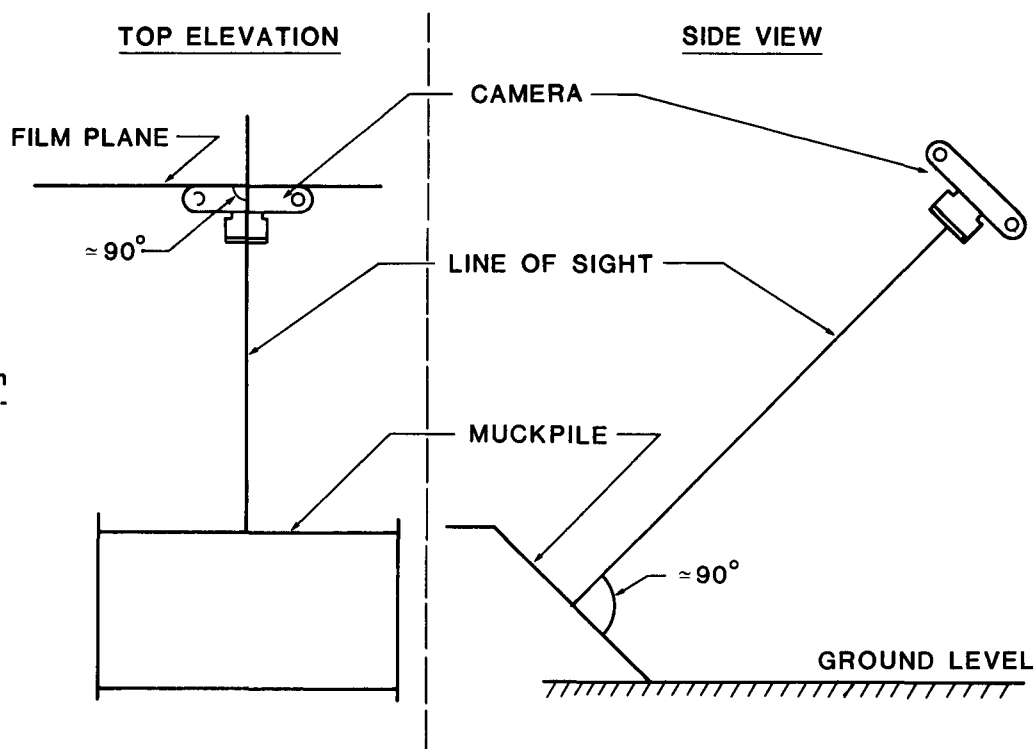 TOP ELEVATION
SIDE VIEW
CAMERA
FILM PLANE
≃90°
LINE OF SIGHT
MUCKPILE
≃90°
GROUND LEVEL